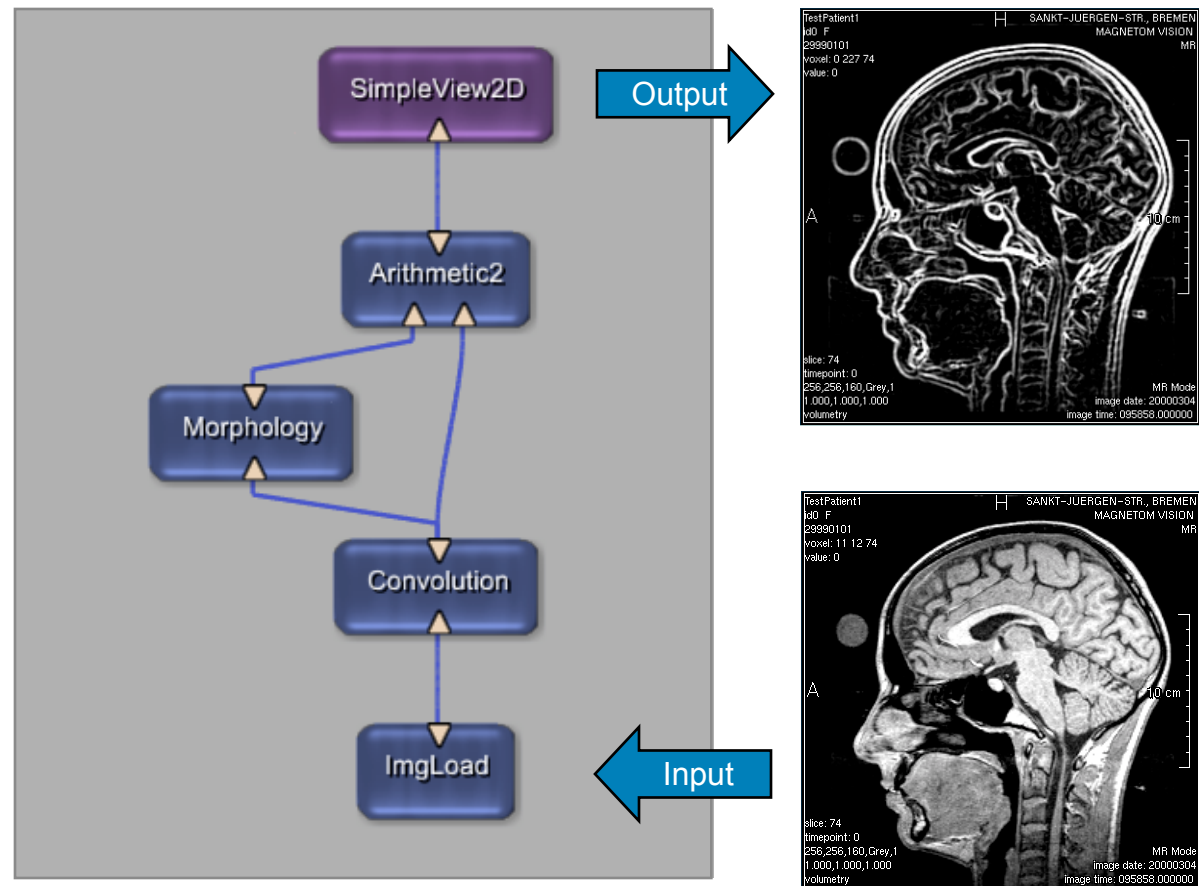 SimpleView2D
Arithmetic2
Morphology
Convolution
ImgLoad
Output
Input
TestPatient1
id0 F
29990101
voxel: 0 227 74
value: 0
H
SANKT-JUERGEN-STR., BREMEN
MAGNETOM VISION
MR
A
10 cm
slice: 74
timepoint: 0
256,256,160,Grey,1
1.000,1.000,1.000
volumetry
MR Mode
image date: 20000304
image time: 095858.000000
TestPatient1
id0 F
29990101
voxel: 11 12 74
value: 0
H
SANKT-JUERGEN-STR., BREMEN
MAGNETOM VISION
MR
A
10 cm
slice: 74
timepoint: 0
256,256,160,Grey,1
1.000,1.000,1.000
volumetry
MR Mode
image date: 20000304
image time: 095858.000000